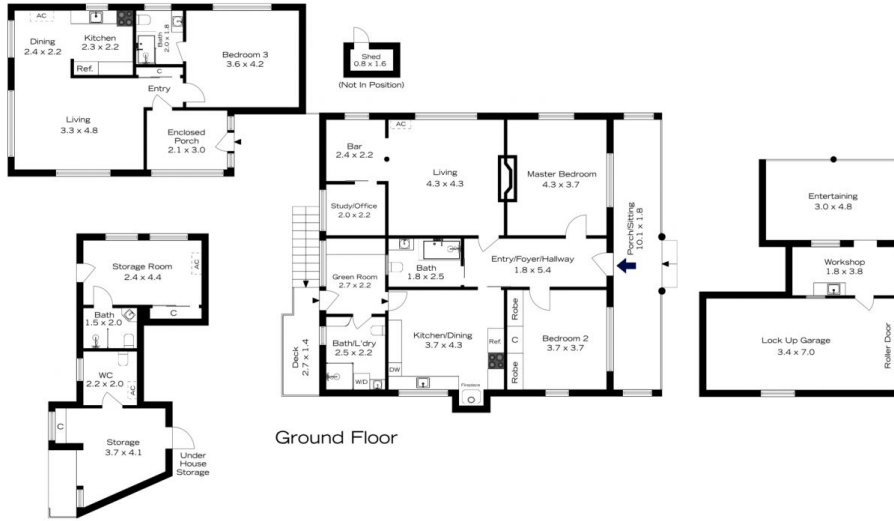 AC
Dining
2.4 x 2.2
Kitchen
2.3 x 2.2
Ref.
Bath
2.0 x 1.8
Bedroom 3
3.6 x 4.2
C
Entry
Living
3.3 x 4.8
Enclosed
Porch
2.1 x 3.0
Shed
0.8 x 1.6
(Not In Position)
Bar
2.4 x 2.2
AC
Living
4.3 x 4.3
Master Bedroom
4.3 x 3.7
Study/Office
2.0 x 2.2
Porch/Sitting
10.1 x 1.8
Green Room
2.7 x 2.2
Bath
1.8 x 2.5
Entry/Foyer/Hallway
1.8 x 5.4
Deck
2.7 x 1.4
Bath/L'dry
2.5 x 2.2
W/D
Kitchen/Dining
3.7 x 4.3
DW
Ref.
Fireplace
Robe
C
Robe
Bedroom 2
3.7 x 3.7
Ground Floor
Storage Room
2.4 x 4.4
AC
C
Bath
1.5 x 2.0
WC
2.2 x 2.0
AC
C
Storage
3.7 x 4.1
Under
House
Storage
Entertaining
3.0 x 4.8
Workshop
1.8 x 3.8
Lock Up Garage
3.4 x 7.0
Roller Door